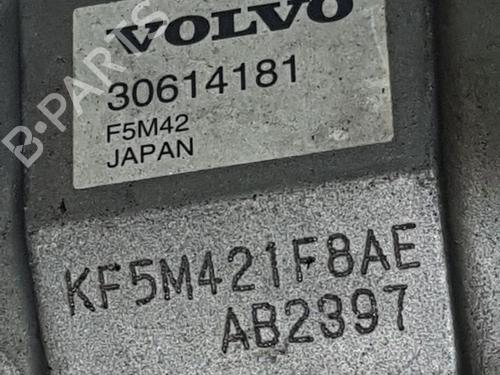 VOLVO
30614181
F5M42
JAPAN
KF5M421F8AE
AB2397
B-PARTS